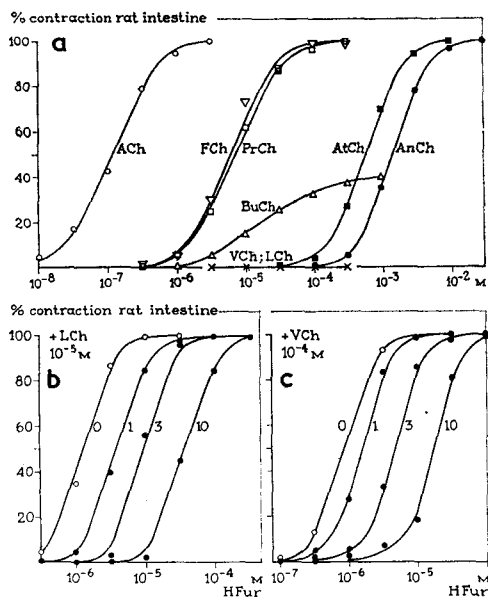 % contraction rat intestine
a
100
80
60
40
20
ACh
FCh
PrCh
AtCh
AnCh
BuCh
VCh; LCh
10⁻⁸
10⁻⁷
10⁻⁶
10⁻⁵
10⁻⁴
10⁻³
10⁻² M
% contraction rat intestine
+LCh
10⁻⁵ M
b
100
80
60
40
20
0
1
3
10
10⁻⁶
10⁻⁵
10⁻⁴
M
HFur
+VCh
10⁻⁴ M
c
0
1
3
10
10⁻⁷
10⁻⁶
10⁻⁵
M
HFur